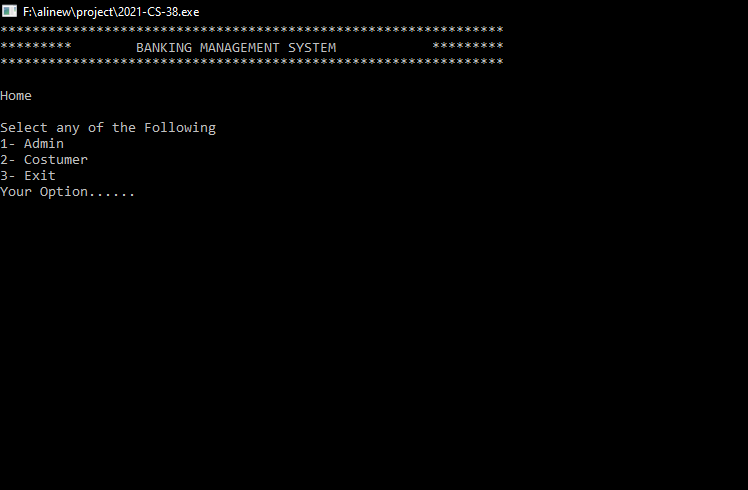 F:\alinew\project\2021-CS-38.exe
***************************************************************
*********        BANKING MANAGEMENT SYSTEM            *********
***************************************************************
Home
Select any of the Following
1- Admin
2- Costumer
3- Exit
Your Option......